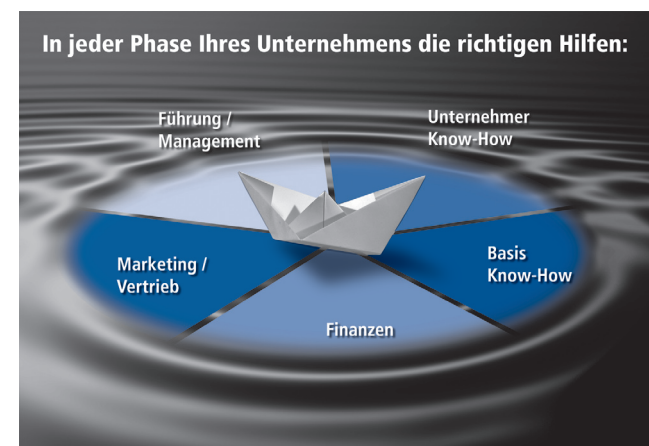 In jeder Phase Ihres Unternehmens die richtigen Hilfen:
Führung /
Management
Unternehmer
Know-How
Marketing /
Vertrieb
Basis
Know-How
Finanzen